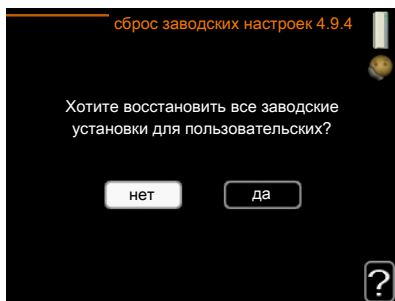 сброс заводских настроек 4.9.4
Хотите восстановить все заводские
установки для пользовательских?
нет да
?